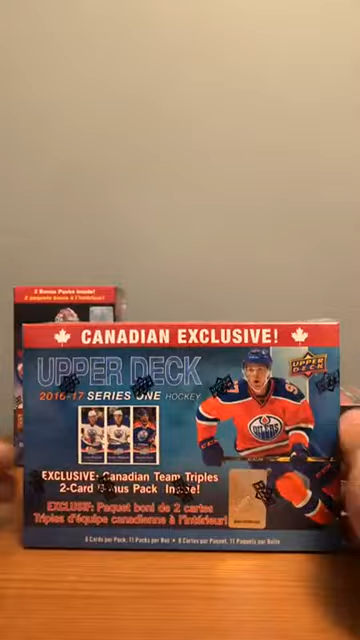 2 Bonus Packs Inside!
2 paquets bonis à l'intérieur!
CANADIAN EXCLUSIVE!
UPPER DECK
2016-17 SERIES ONE HOCKEY
UPPER DECK
EXCLUSIVE: Canadian Team Triples
2-Card Bonus Pack Inside!
EXCLUSIF: Paquet boni de 2 cartes
Triples d'équipe canadienne à l'intérieur!
8 Cards per Pack, 11 Packs per Box • 8 Cartes par Paquet, 11 Paquets par Boîte